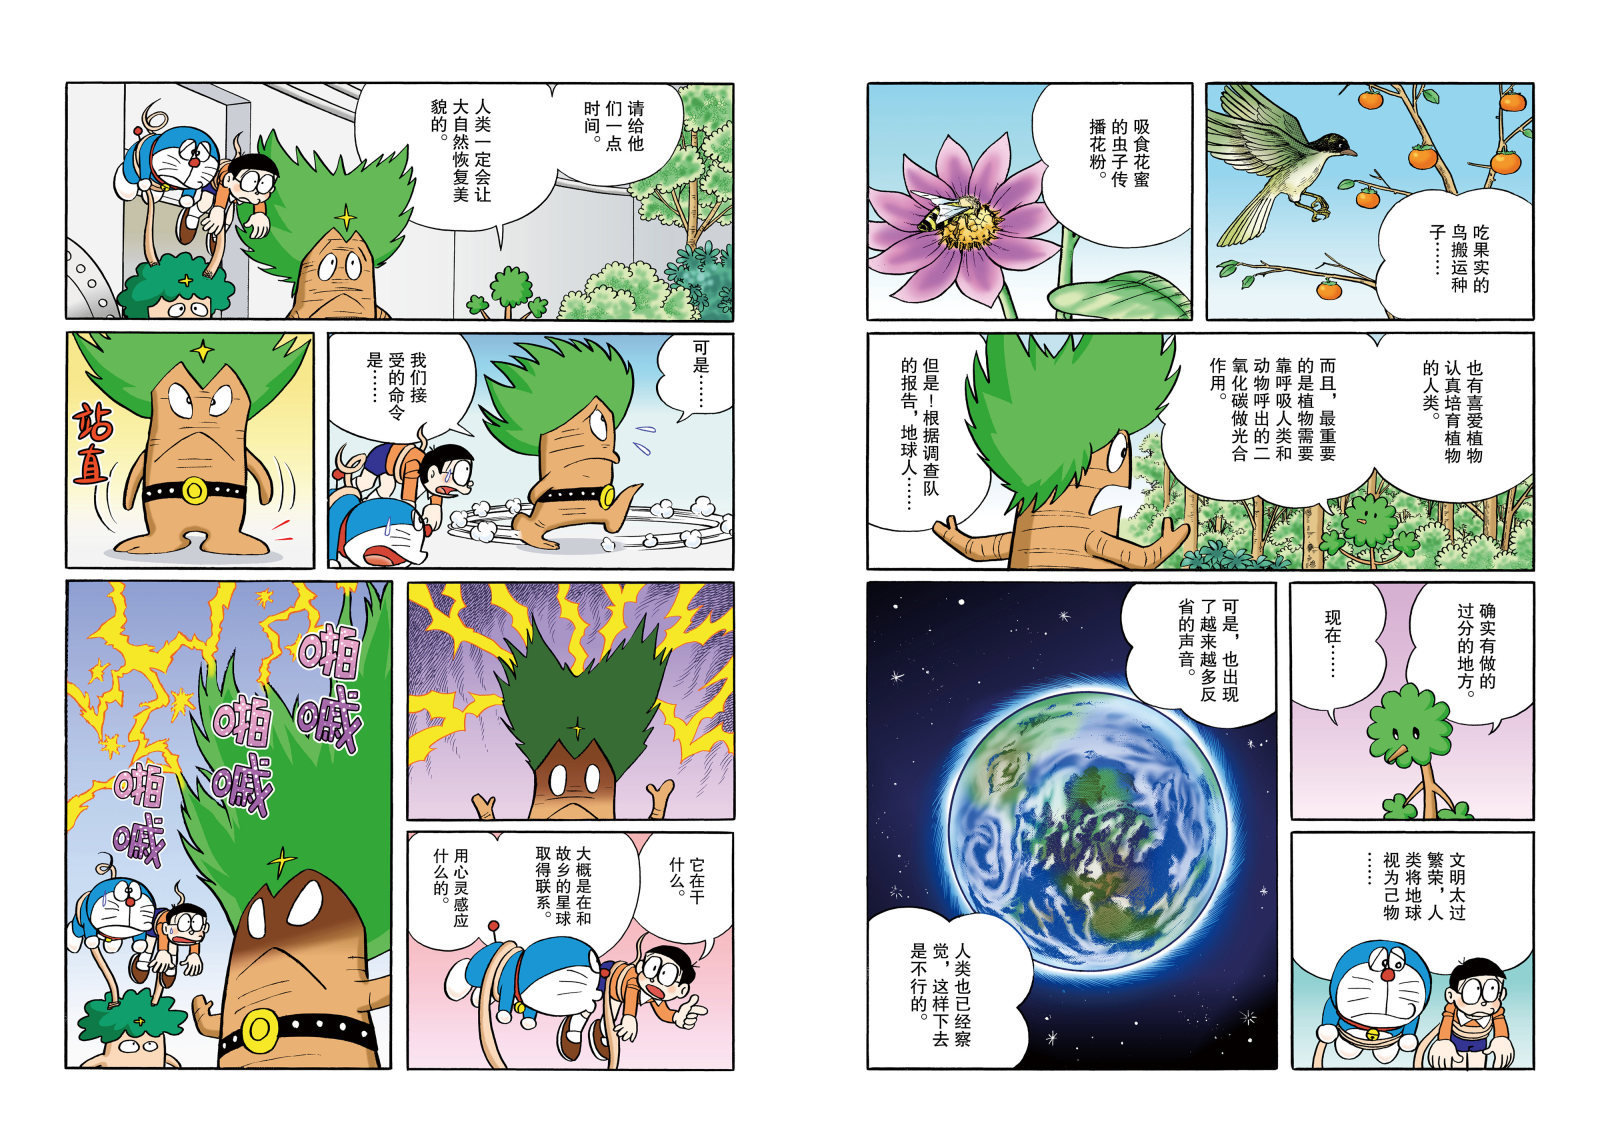 吃果实的
鸟搬运种
子……
吸食花蜜
的虫子传
播花粉。
也有喜爱植物
认真培育植物
的人类。
而且，最重要
的是植物需要
靠呼吸人类和
动物呼出的二
氧化碳做光合
作用。
但是！根据调查队
的报告，地球人……
确实有做的
过分的地方。
现在……
文明太过
繁荣，人
类将地球
视为己物
……
可是，也出现
了越来越多反
省的声音。
人类也已经察
觉，这样下去
是不行的。
请给他
们一点
时间。
人类一定会让
大自然恢复美
貌的。
可是……
我们接
受的命令
是……
站直
它在干
什么。
大概是在和
故乡的星球
取得联系。
用心灵感应
什么的。
啪嘁
啪嘁
啪嘁